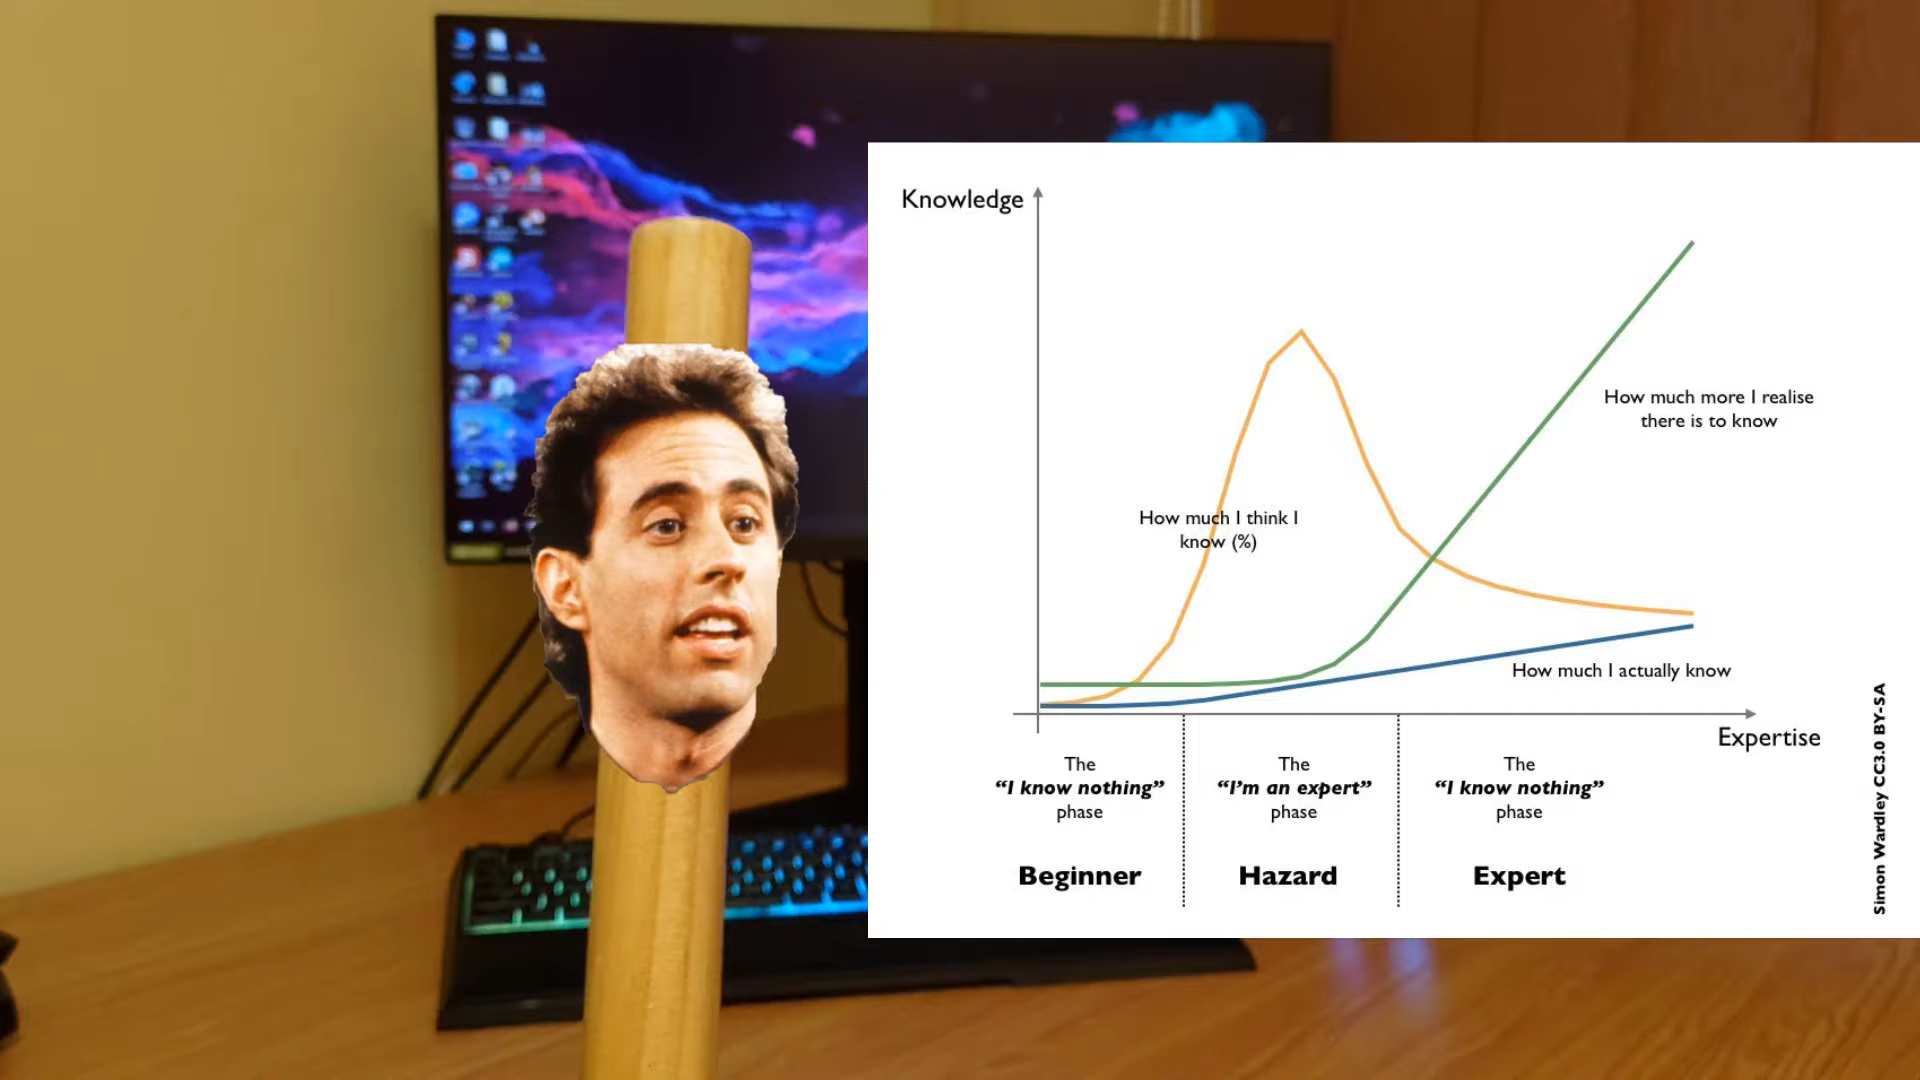 Knowledge
How much more I realise
there is to know
How much I think I
know (%)
How much I actually know
Expertise
The
“I know nothing”
phase
The
“I’m an expert”
phase
The
“I know nothing”
phase
Beginner
Hazard
Expert
Simon Wardley CC3.0 BY-SA